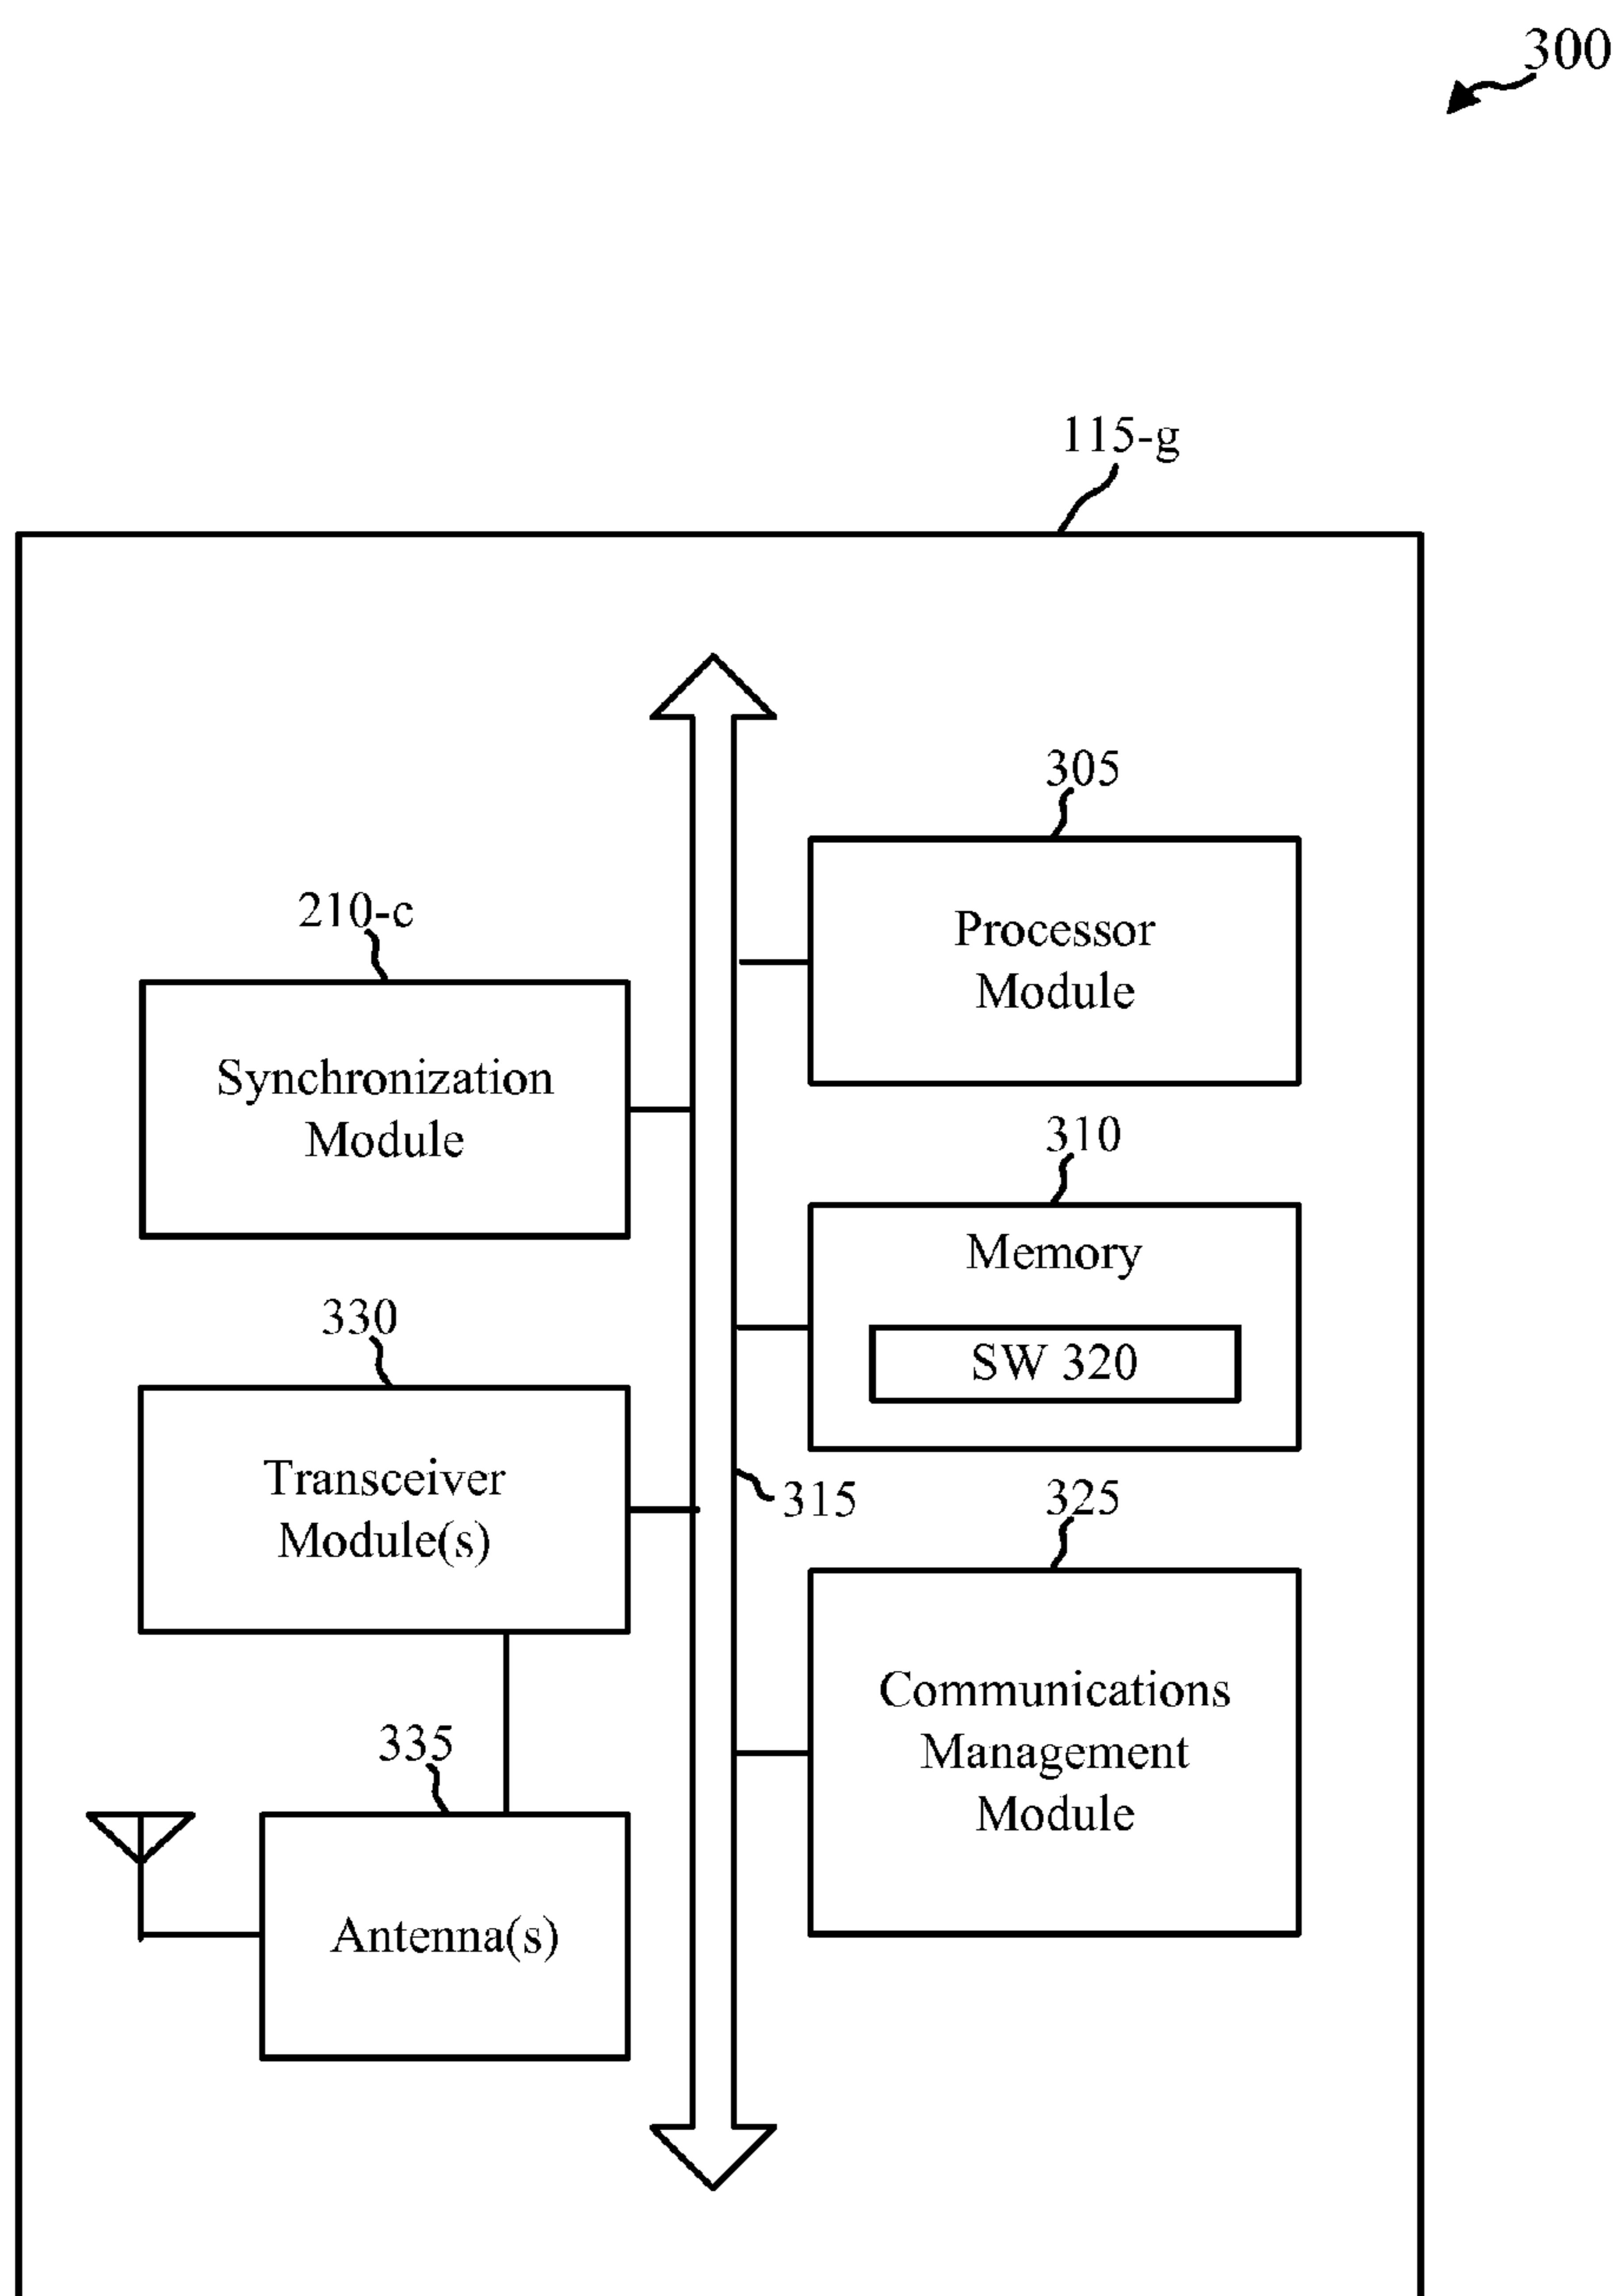 300
115-g
305
Processor
Module
210-c
Synchronization
Module
310
Memory
SW 320
330
Transceiver
Module(s)
315
325
Communications
Management
Module
335
Antenna(s)